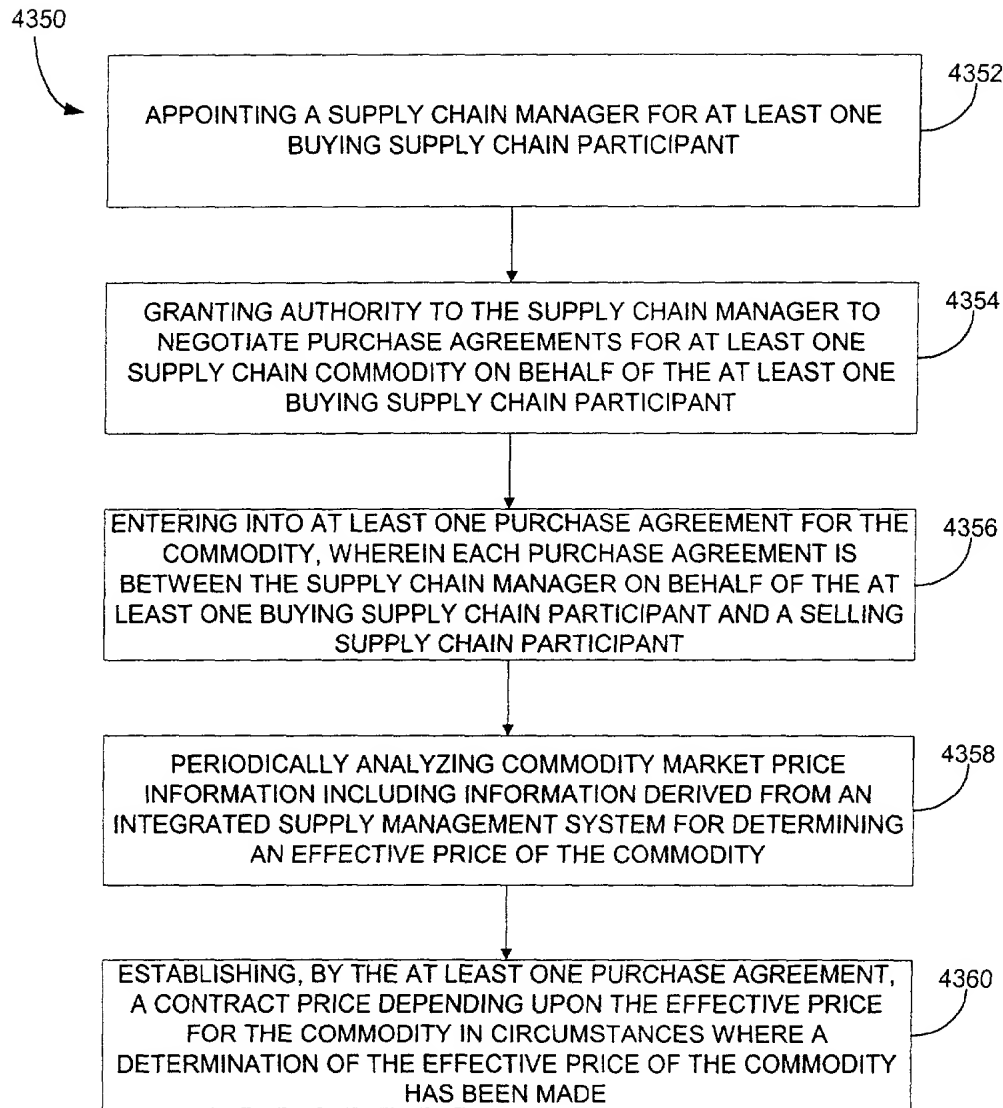 4350
4352
APPOINTING A SUPPLY CHAIN MANAGER FOR AT LEAST ONE
BUYING SUPPLY CHAIN PARTICIPANT
4354
GRANTING AUTHORITY TO THE SUPPLY CHAIN MANAGER TO
NEGOTIATE PURCHASE AGREEMENTS FOR AT LEAST ONE
SUPPLY CHAIN COMMODITY ON BEHALF OF THE AT LEAST ONE
BUYING SUPPLY CHAIN PARTICIPANT
4356
ENTERING INTO AT LEAST ONE PURCHASE AGREEMENT FOR THE
COMMODITY, WHEREIN EACH PURCHASE AGREEMENT IS
BETWEEN THE SUPPLY CHAIN MANAGER ON BEHALF OF THE AT
LEAST ONE BUYING SUPPLY CHAIN PARTICIPANT AND A SELLING
SUPPLY CHAIN PARTICIPANT
4358
PERIODICALLY ANALYZING COMMODITY MARKET PRICE
INFORMATION INCLUDING INFORMATION DERIVED FROM AN
INTEGRATED SUPPLY MANAGEMENT SYSTEM FOR DETERMINING
AN EFFECTIVE PRICE OF THE COMMODITY
4360
ESTABLISHING, BY THE AT LEAST ONE PURCHASE AGREEMENT,
A CONTRACT PRICE DEPENDING UPON THE EFFECTIVE PRICE
FOR THE COMMODITY IN CIRCUMSTANCES WHERE A
DETERMINATION OF THE EFFECTIVE PRICE OF THE COMMODITY
HAS BEEN MADE